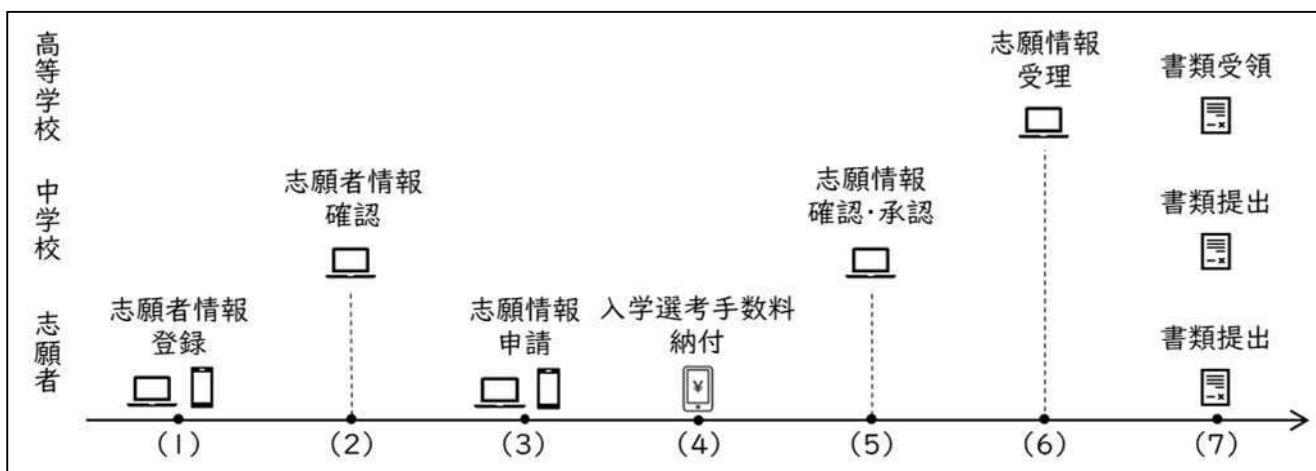 高等学校
志願情報
受理
書類受領
中学校
志願者情報
確認
志願情報
確認・承認
書類提出
志願者
志願者情報
登録
志願情報
申請
入学選考手数料
納付
¥
書類提出
(1)
(2)
(3)
(4)
(5)
(6)
(7)